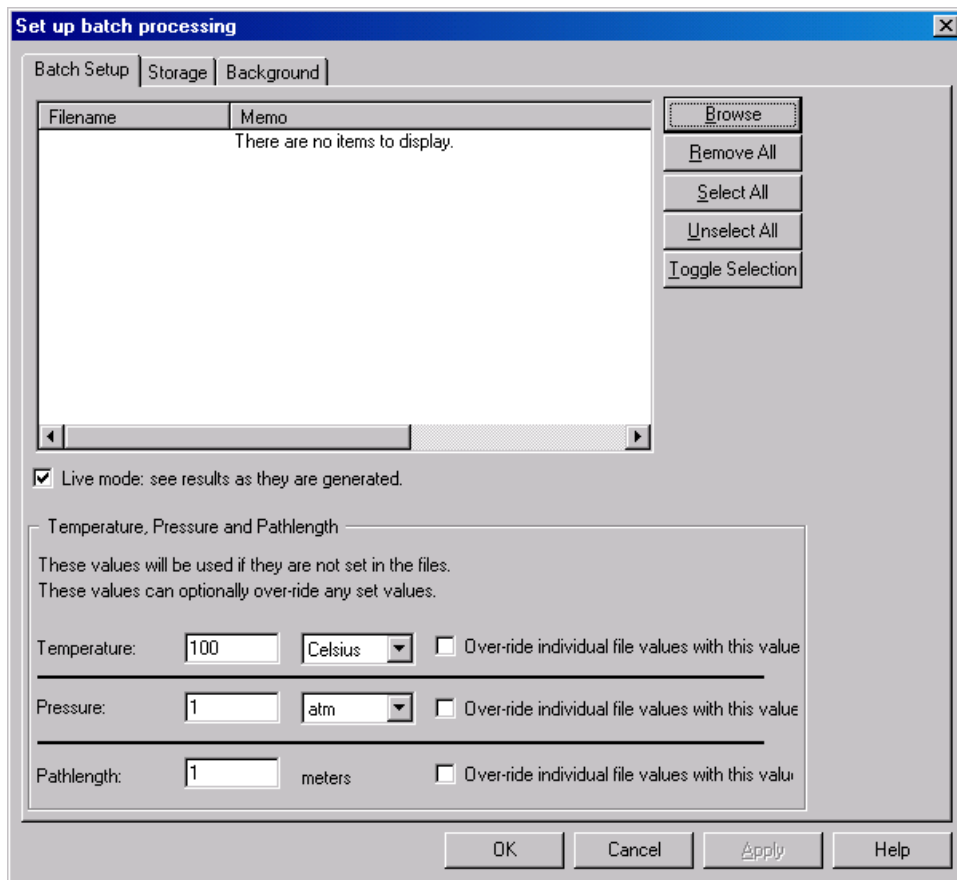 Set up batch processing
Batch Setup Storage Background
Filename Memo
There are no items to display.
Browse
Remove All
Select All
Unselect All
Toggle Selection
Live mode: see results as they are generated.
Temperature, Pressure and Pathlength
These values will be used if they are not set in the files.
These values can optionally over-ride any set values.
Temperature: 100 Celsius Over-ride individual file values with this value
Pressure: 1 atm Over-ride individual file values with this value
Pathlength: 1 meters Over-ride individual file values with this valu
OK Cancel Apply Help